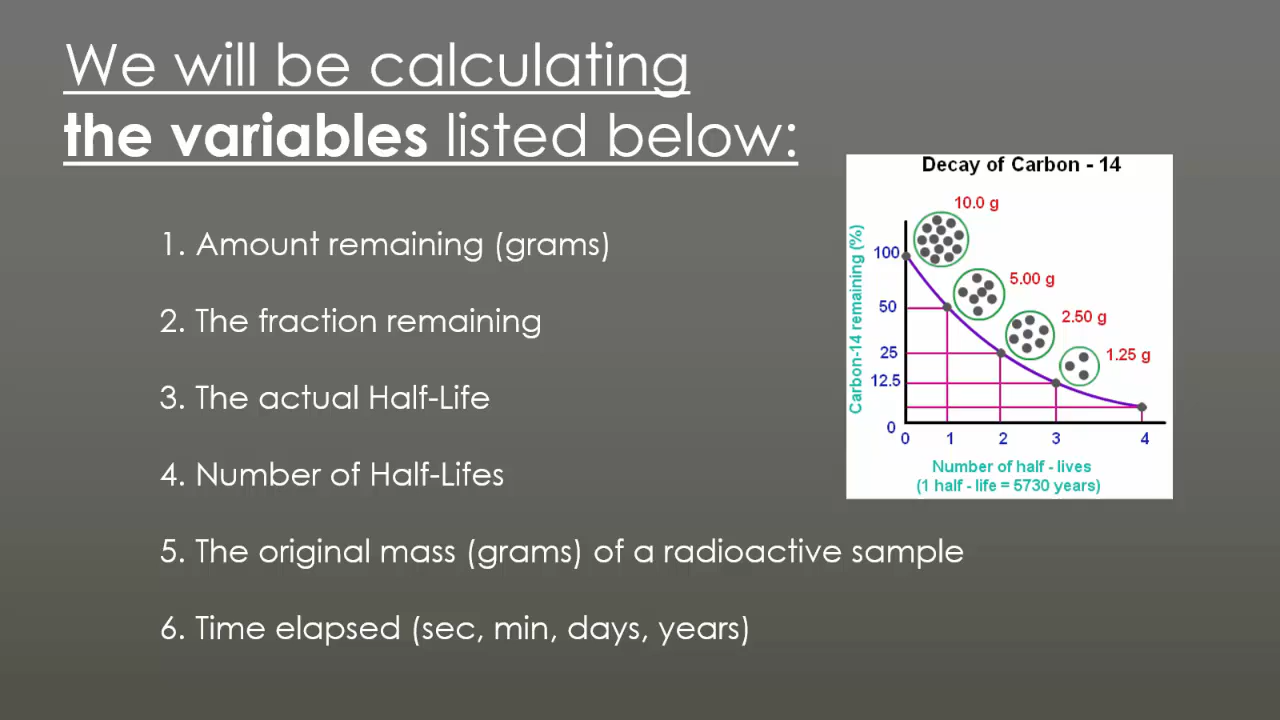 We will be calculating
the variables listed below:
1. Amount remaining (grams)
2. The fraction remaining
3. The actual Half-Life
4. Number of Half-Lifes
5. The original mass (grams) of a radioactive sample
6. Time elapsed (sec, min, days, years)
Decay of Carbon - 14
10.0 g
5.00 g
2.50 g
1.25 g
Carbon-14 remaining (%)
100
50
25
12.5
0
0 1 2 3 4
Number of half - lives
(1 half - life = 5730 years)